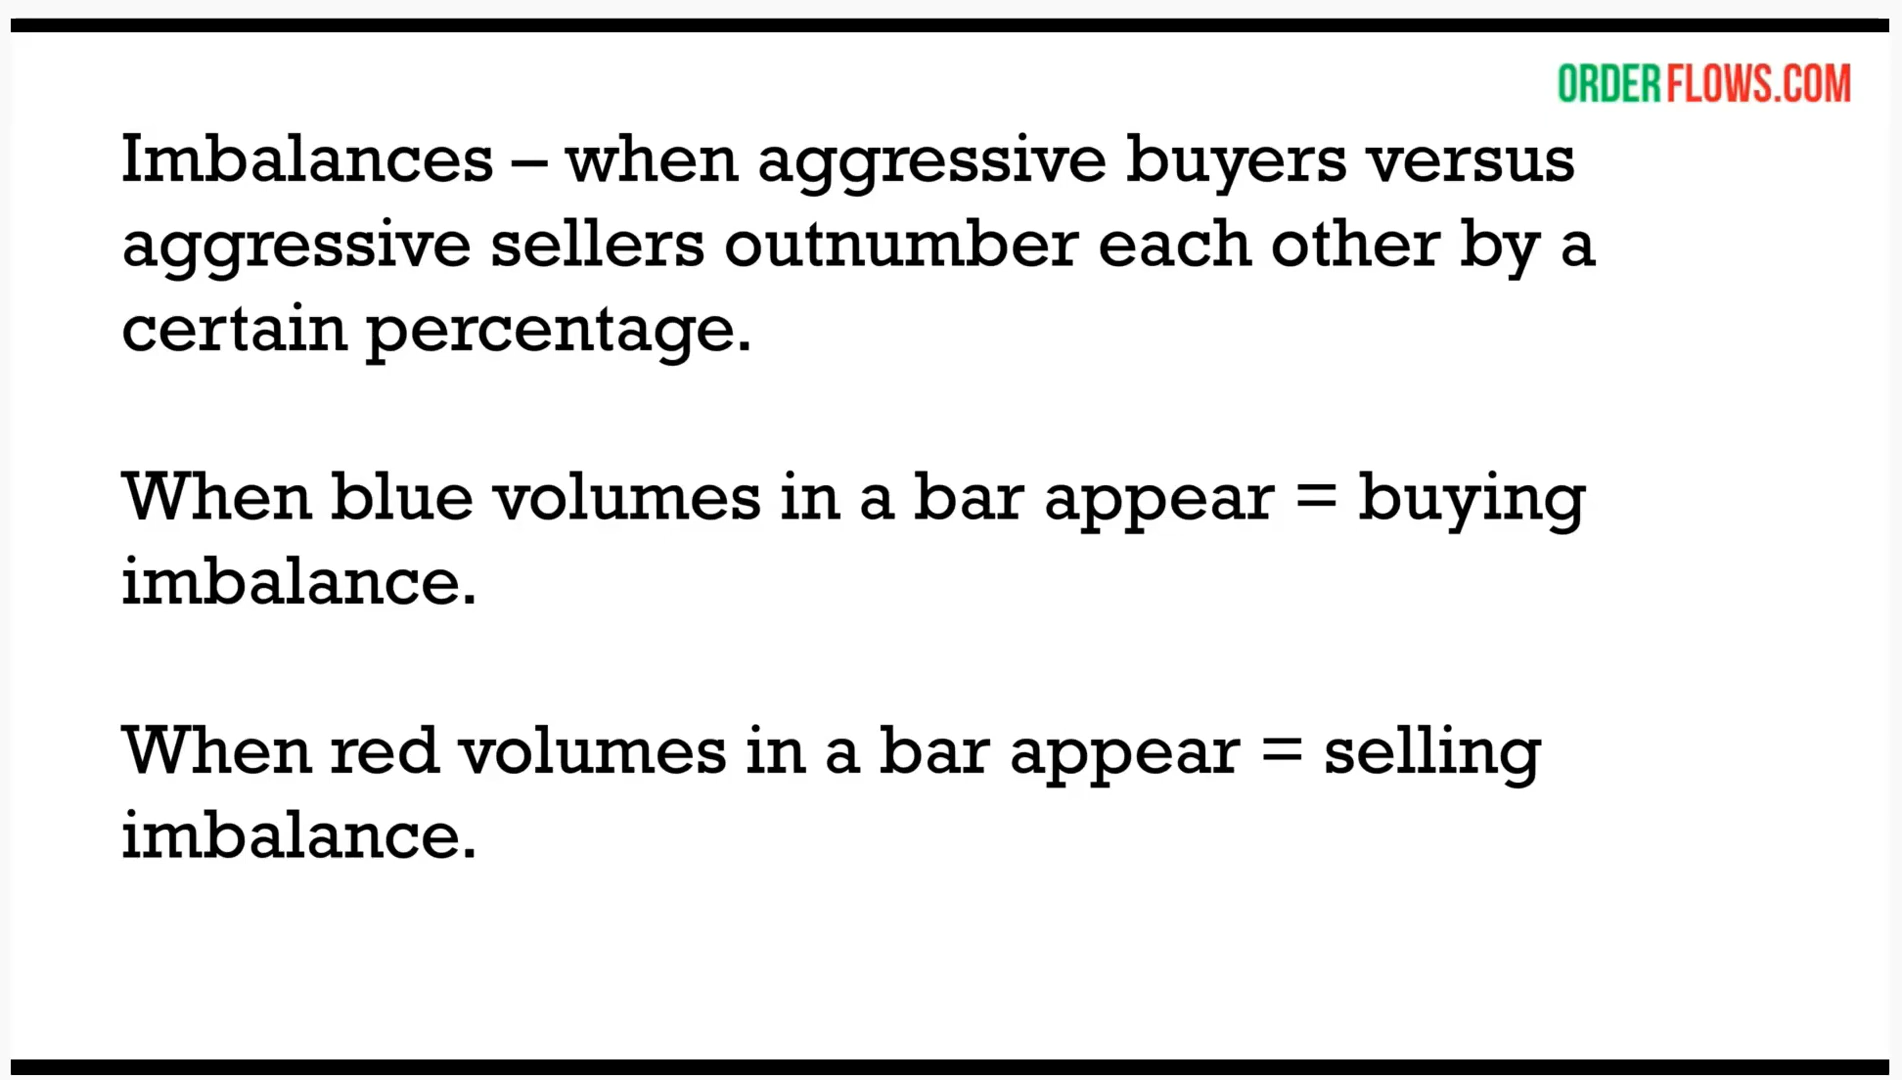 ORDERFLOWS.COM
Imbalances – when aggressive buyers versus
aggressive sellers outnumber each other by a
certain percentage.
When blue volumes in a bar appear = buying
imbalance.
When red volumes in a bar appear = selling
imbalance.